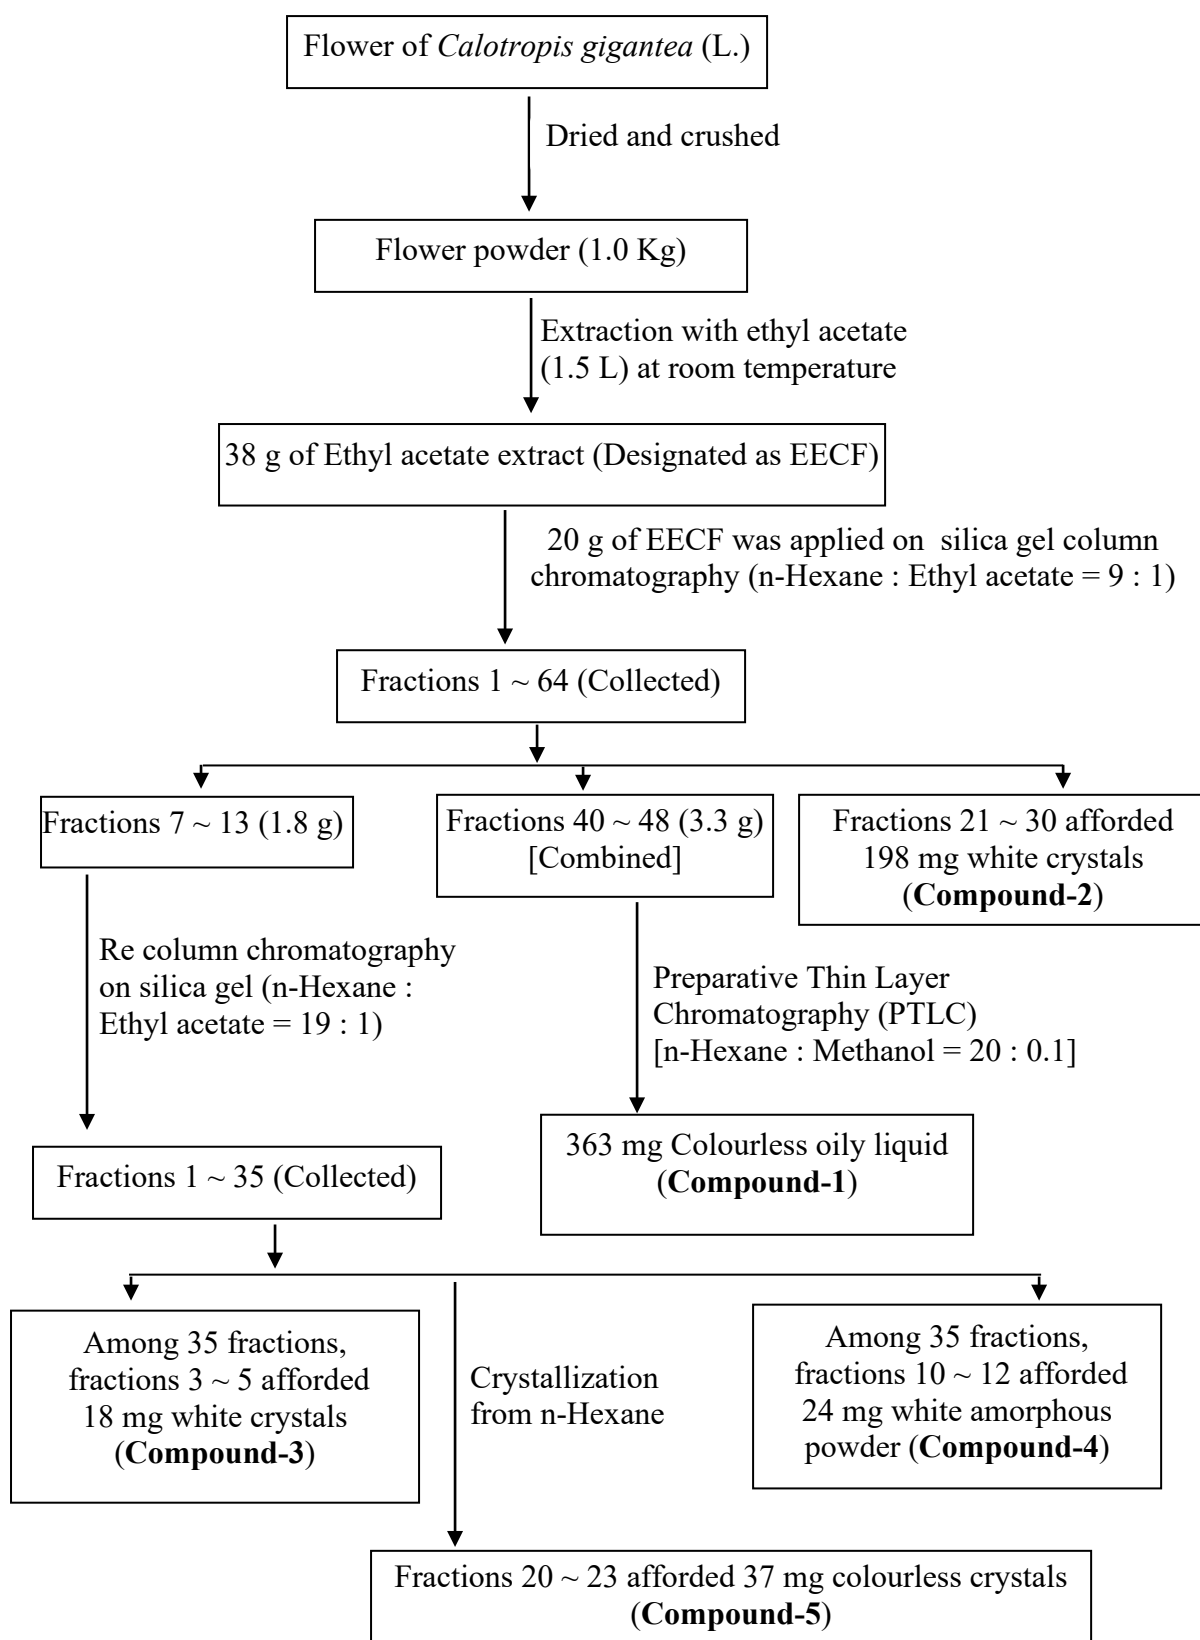 Flower of Calotropis gigantea (L.)
Dried and crushed
Flower powder (1.0 Kg)
Extraction with ethyl acetate
(1.5 L) at room temperature
38 g of Ethyl acetate extract (Designated as EECF)
20 g of EECF was applied on silica gel column
chromatography (n-Hexane : Ethyl acetate = 9 : 1)
Fractions 1 ~ 64 (Collected)
Fractions 7 ~ 13 (1.8 g)
Fractions 40 ~ 48 (3.3 g)
[Combined]
Fractions 21 ~ 30 afforded
198 mg white crystals
(Compound-2)
Re column chromatography
on silica gel (n-Hexane :
Ethyl acetate = 19 : 1)
Preparative Thin Layer
Chromatography (PTLC)
[n-Hexane : Methanol = 20 : 0.1]
Fractions 1 ~ 35 (Collected)
363 mg Colourless oily liquid
(Compound-1)
Among 35 fractions,
fractions 3 ~ 5 afforded
18 mg white crystals
(Compound-3)
Crystallization
from n-Hexane
Among 35 fractions,
fractions 10 ~ 12 afforded
24 mg white amorphous
powder (Compound-4)
Fractions 20 ~ 23 afforded 37 mg colourless crystals
(Compound-5)